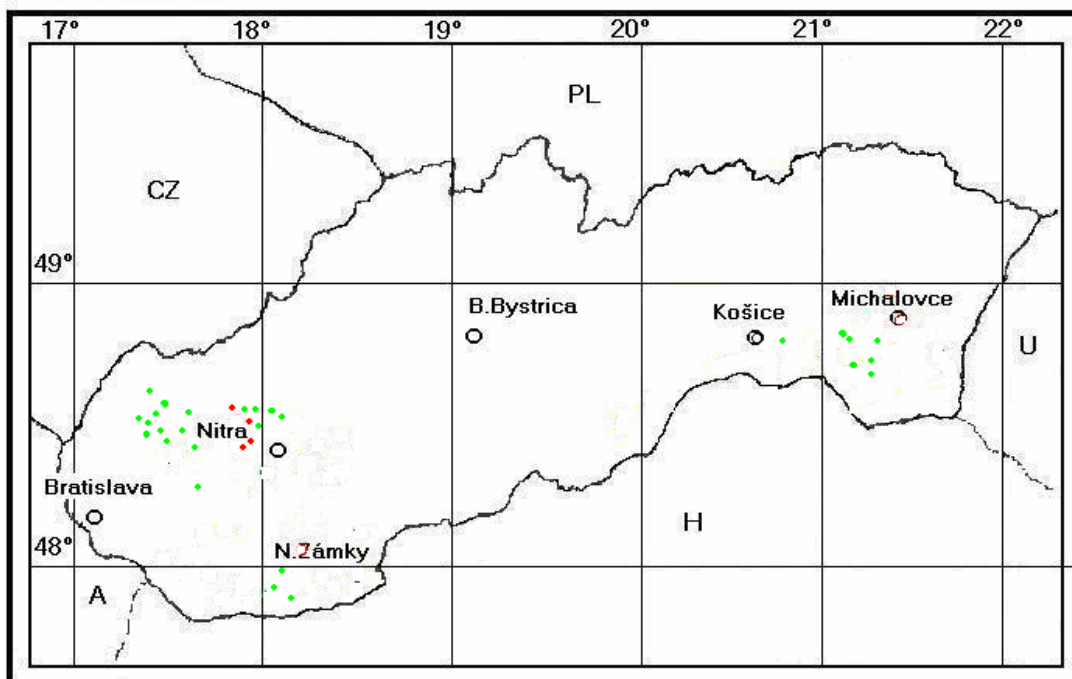 17° 18° 19° 20° 21° 22°
PL
CZ
49°
B.Bystrica
Košice
Michalovce
U
Nitra
Bratislava
H
48°
N.Zámky
A